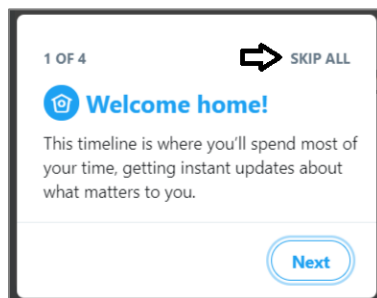 1 OF 4 SKIP ALL
Welcome home!
This timeline is where you'll spend most of
your time, getting instant updates about
what matters to you.
Next